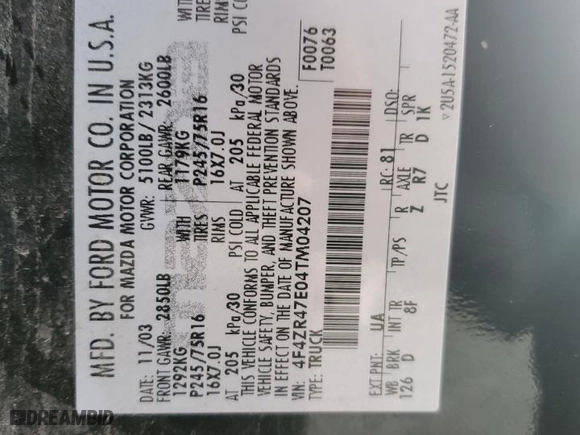 MFD. BY FORD MOTOR CO. IN U.S.A.
FOR MAZDA MOTOR CORPORATION
DATE: 11/03 GVWR: 5100LB/ 2313KG
FRONT GAWR: 2850LB REAR GAWR: 2600LB
1292KG 1179KG WITH
P245/75R16 TIRES P245/75R16 TIRES
16X7.0J RIMS 16X7.0J RIMS
AT 205 kPa/30 PSI COLD AT 205 kPa/30 PSI COLD
THIS VEHICLE CONFORMS TO ALL APPLICABLE FEDERAL MOTOR
VEHICLE SAFETY, BUMPER, AND THEFT PREVENTION STANDARDS
IN EFFECT ON THE DATE OF MANUFACTURE SHOWN ABOVE.
VIN: 4F4ZR47E04TM04207 F0076
TYPE: TRUCK T0063
EXT PNT: UA RC: 81 DSO:
WB BRK INT TR TP/PS R AXLE TR SPR
126 D 8F Z R7 D 1K
JTC
▽2U5A-1520472-AA
DREAMBID